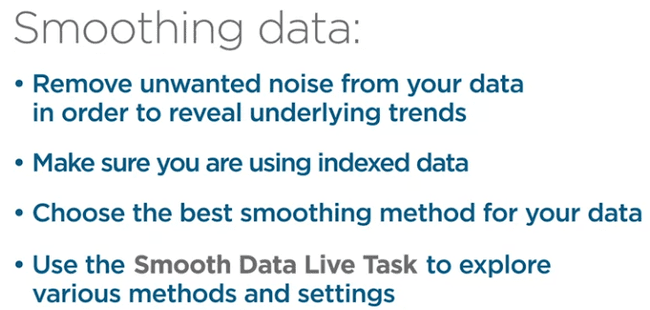 Smoothing data:
• Remove unwanted noise from your data
in order to reveal underlying trends
• Make sure you are using indexed data
• Choose the best smoothing method for your data
• Use the Smooth Data Live Task to explore
various methods and settings